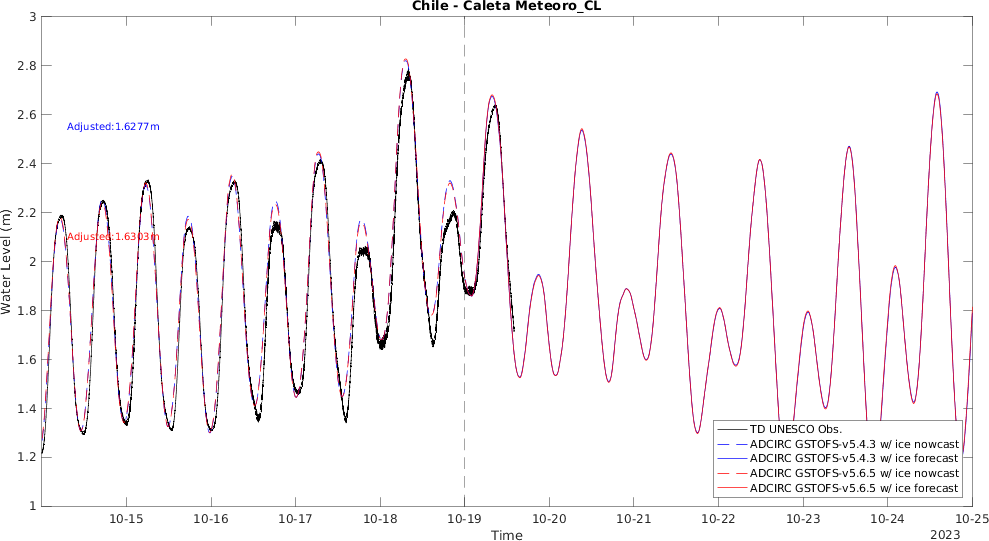 Chile - Caleta Meteoro_CL
3
2.8
2.6
2.4
2.2
2
1.8
1.6
1.4
1.2
1
Water Level (m)
Adjusted:1.6277m
Adjusted:1.6303m
TD UNESCO Obs.
ADCIRC GSTOFS-v5.4.3 w/ ice nowcast
ADCIRC GSTOFS-v5.4.3 w/ ice forecast
ADCIRC GSTOFS-v5.6.5 w/ ice nowcast
ADCIRC GSTOFS-v5.6.5 w/ ice forecast
10-15 10-16 10-17 10-18 10-19 10-20 10-21 10-22 10-23 10-24 10-25
Time
2023